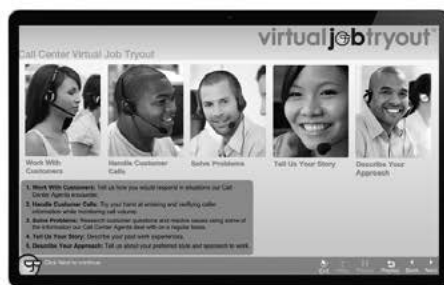 virtualjobtryout
Call Center Virtual Job Tryout
Work With
Customers
Handle Customer
Calls
Solve Problems
Tell Us Your Story
Describe Your
Approach
1. Work With Customers: Tell us how you would respond in situations our Call
Center Agents encounter.
2. Handle Customer Calls: Try your hand at entering and verifying caller
information while monitoring call volume.
3. Solve Problems: Research customer questions and resolve issues using some of
the information our Call Center Agents deal with on a regular basis.
4. Tell Us Your Story: Describe your past work experiences.
5. Describe Your Approach: Tell us about your preferred style and approach to work.
Click Next to continue
Exit
Pause
Replay
Back
Next